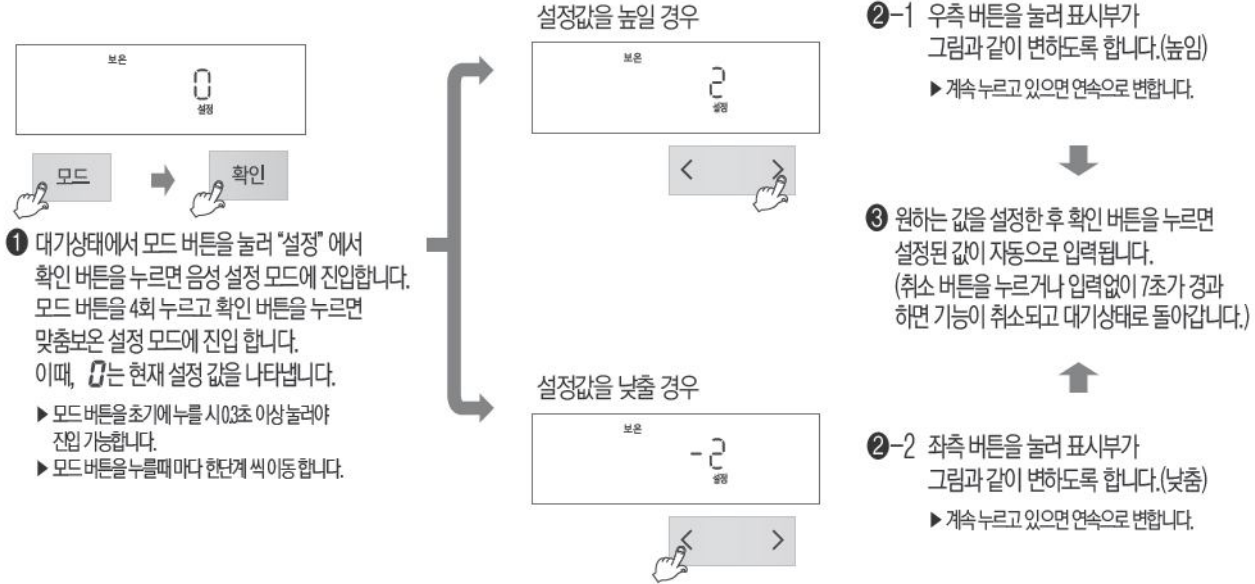 보온
0
설정
모드
확인
❶ 대기상태에서 모드 버튼을 눌러 “설정” 에서
확인 버튼을 누르면 음성 설정 모드에 진입합니다.
모드 버튼을 4회 누르고 확인 버튼을 누르면
맞춤보온 설정 모드에 진입 합니다.
이때, 0는 현재 설정 값을 나타냅니다.
▶ 모드 버튼을 초기에 누를 시 0.3초 이상 눌러야
진입 가능합니다.
▶ 모드 버튼을 누를때 마다 한단계 씩 이동 합니다.
설정값을 높일 경우
보온
2
설정
< >
설정값을 낮출 경우
보온
-2
설정
< >
❷-1 우측 버튼을 눌러 표시부가
그림과 같이 변하도록 합니다.(높임)
▶ 계속 누르고 있으면 연속으로 변합니다.
❸ 원하는 값을 설정한 후 확인 버튼을 누르면
설정된 값이 자동으로 입력됩니다.
(취소 버튼을 누르거나 입력없이 7초가 경과
하면 기능이 취소되고 대기상태로 돌아갑니다.)
❷-2 좌측 버튼을 눌러 표시부가
그림과 같이 변하도록 합니다.(낮춤)
▶ 계속 누르고 있으면 연속으로 변합니다.